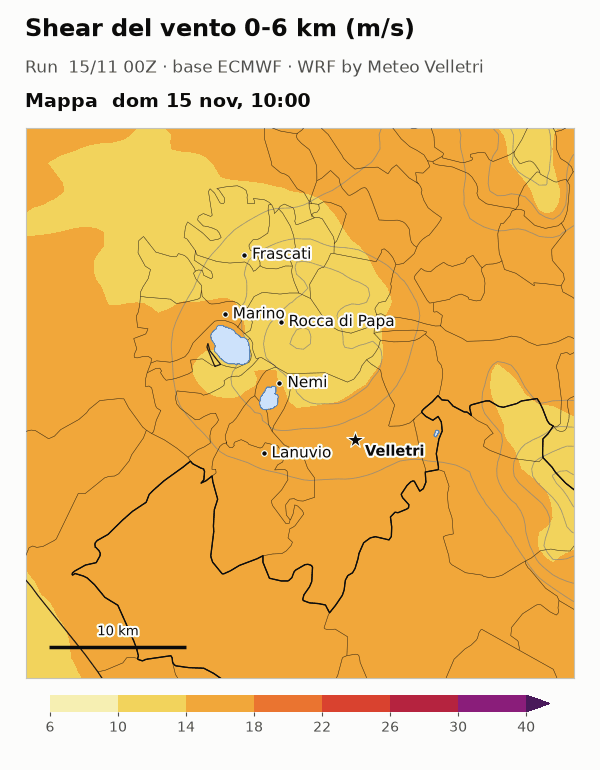 Shear del vento 0-6 km (m/s)
Run  15/11 00Z · base ECMWF · WRF by Meteo Velletri
Mappa  dom 15 nov, 10:00
Frascati
Marino
Rocca di Papa
Nemi
Velletri
Lanuvio
10 km
6 10 14 18 22 26 30 40